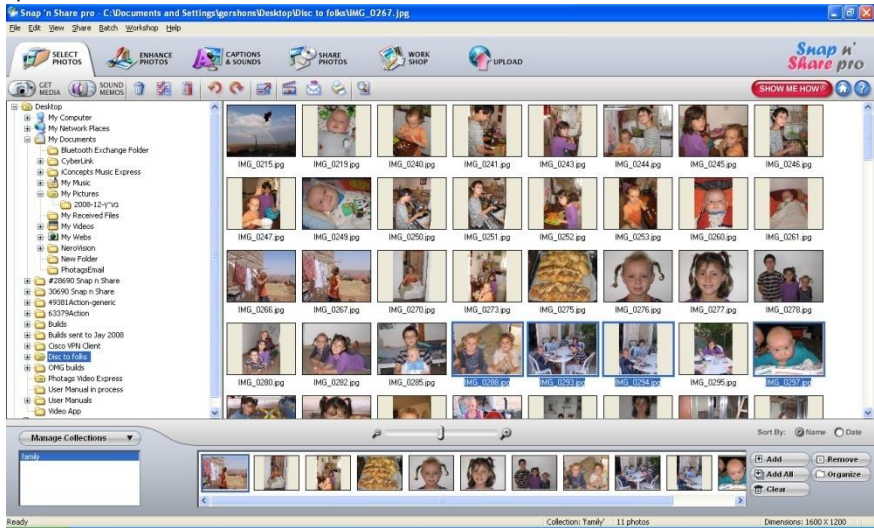 Snap 'n Share pro - C:\Documents and Settings\gershons\Desktop\Disc to folks\IMG_0267.jpg
File Edit View Share Batch Workshop Help
SELECT PHOTOS
ENHANCE PHOTOS
CAPTIONS & SOUNDS
SHARE PHOTOS
WORK SHOP
UPLOAD
Snap n' Share pro
GET MEDIA
SOUND MEMOS
SHOW ME HOW
Desktop
My Computer
My Network Places
My Documents
Bluetooth Exchange Folder
CyberLink
iConcepts Music Express
My Music
My Pictures
My Received Files
My Videos
My Webs
NeroVision
New Folder
PhotagsEmail
#28690 Snap n Share
30690 Snap n Share
49381Action-generic
63379Action
Builds
Builds sent to Jay 2008
Cisco VPN Client
Disc to folks
OMG builds
Photags Video Express
User Manual in process
User Manuals
Video App
IMG_0215.jpg IMG_0219.jpg IMG_0240.jpg IMG_0241.jpg IMG_0243.jpg IMG_0244.jpg IMG_0245.jpg IMG_0246.jpg
IMG_0247.jpg IMG_0249.jpg IMG_0250.jpg IMG_0251.jpg IMG_0252.jpg IMG_0253.jpg IMG_0260.jpg IMG_0261.jpg
IMG_0266.jpg IMG_0267.jpg IMG_0270.jpg IMG_0273.jpg IMG_0275.jpg IMG_0276.jpg IMG_0277.jpg IMG_0278.jpg
IMG_0280.jpg IMG_0282.jpg IMG_0285.jpg IMG_0288.jpg IMG_0293.jpg IMG_0294.jpg IMG_0295.jpg IMG_0297.jpg
Manage Collections
Sort By: Name Date
family
Add Remove
Add All Organize
Clear
Ready
Collection: 'Family' 11 photos
Dimensions: 1600 X 1200